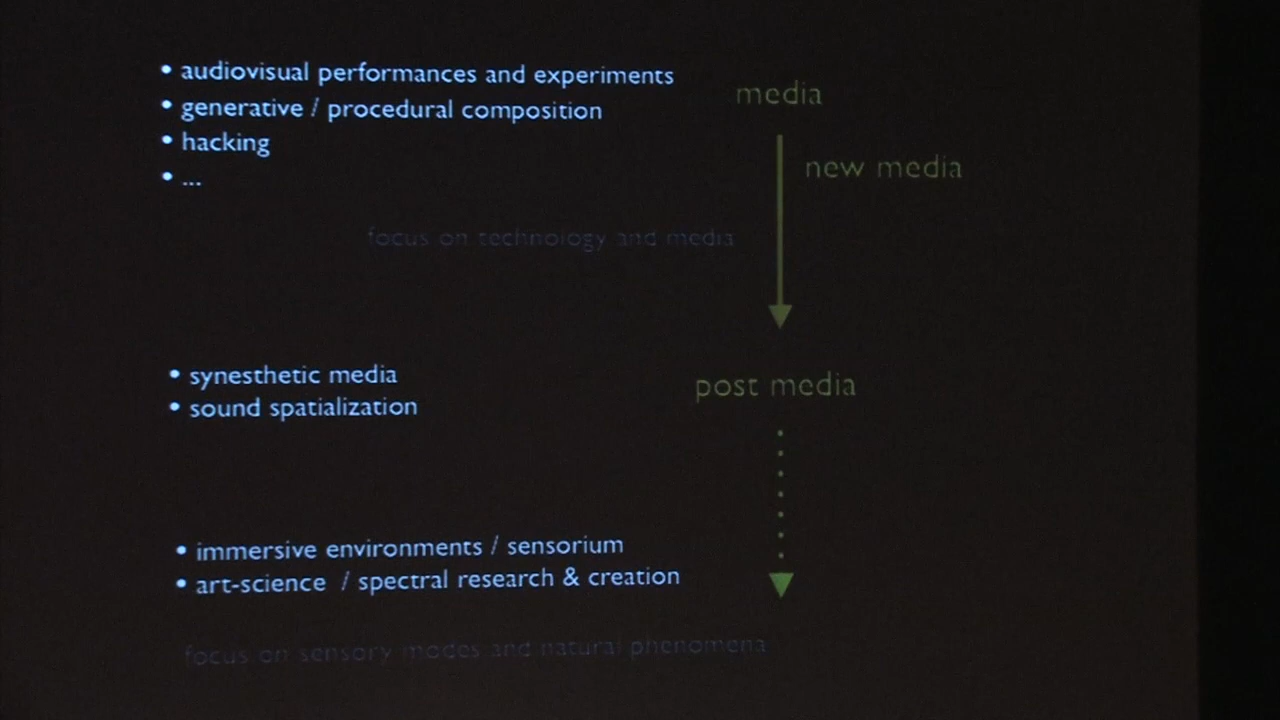 • audiovisual performances and experiments
media
• generative / procedural composition
• hacking
new media
• ...
focus on technology and media
• synesthetic media
post media
• sound spatialization
• immersive environments / sensorium
• art-science / spectral research & creation
focus on sensory modes and natural phenomena